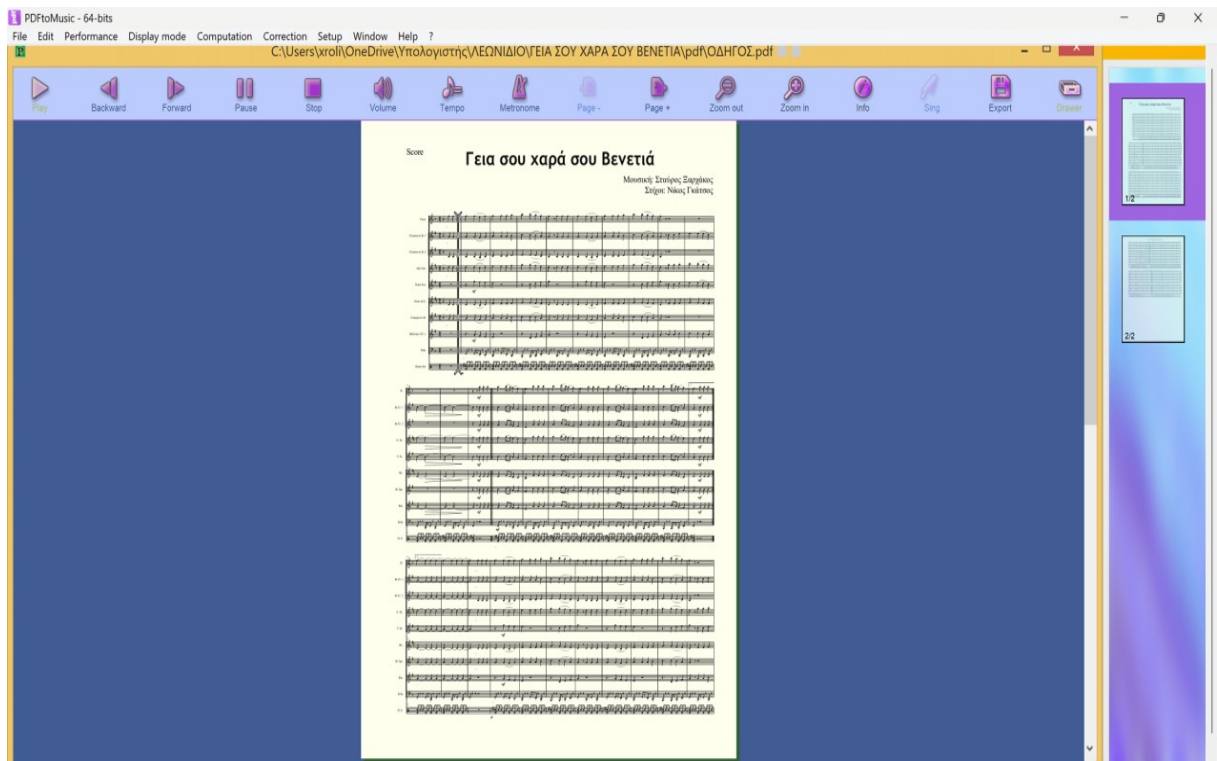 PDFtoMusic - 64-bits
File Edit Performance Display mode Computation Correction Setup Window Help ?
C:\Users\xroli\OneDrive\Υπολογιστής\ΛΕΩΝΙΔΙΟ\ΓΕΙΑ ΣΟΥ ΧΑΡΑ ΣΟΥ ΒΕΝΕΤΙΑ\pdf\ΟΔΗΓΟΣ.pdf
Play Backward Forward Pause Stop Volume Tempo Metronome Page - Page + Zoom out Zoom in Info Sing Export Drawer
Score
Γεια σου χαρά σου Βενετιά
Μουσική: Σταύρος Ξαρχάκος
Στίχοι: Νίκος Γκάτσος
1/2
2/2